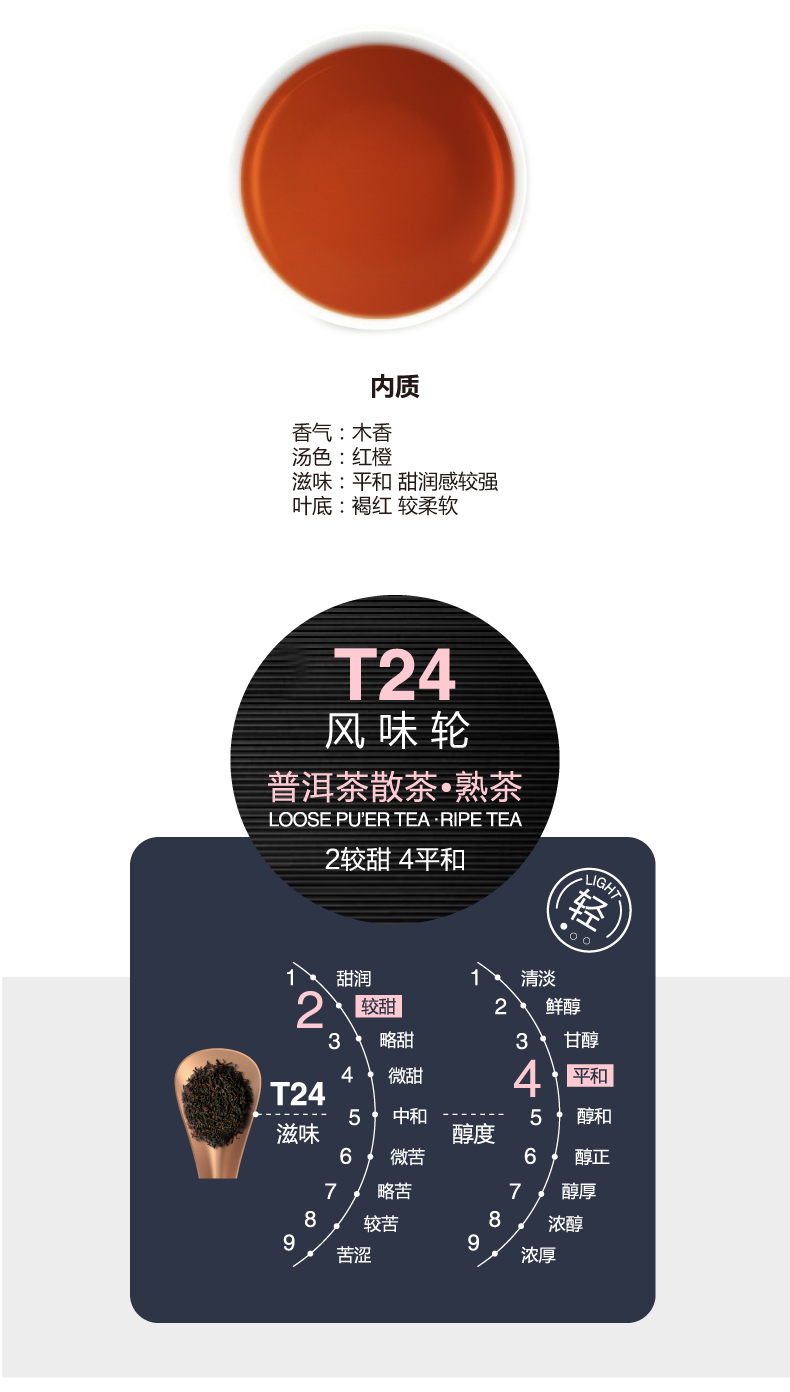 内质
香气：木香
汤色：红橙
滋味：平和 甜润感较强
叶底：褐红 较柔软
T24
风味轮
普洱茶散茶•熟茶
LOOSE PU'ER TEA ·RIPE TEA
2较甜 4平和
LIGHT
轻
T24
滋味
1 甜润
2 较甜
3 略甜
4 微甜
5 中和
6 微苦
7 略苦
8 较苦
9 苦涩
醇度
1 清淡
2 鲜醇
3 甘醇
4 平和
5 醇和
6 醇正
7 醇厚
8 浓醇
9 浓厚